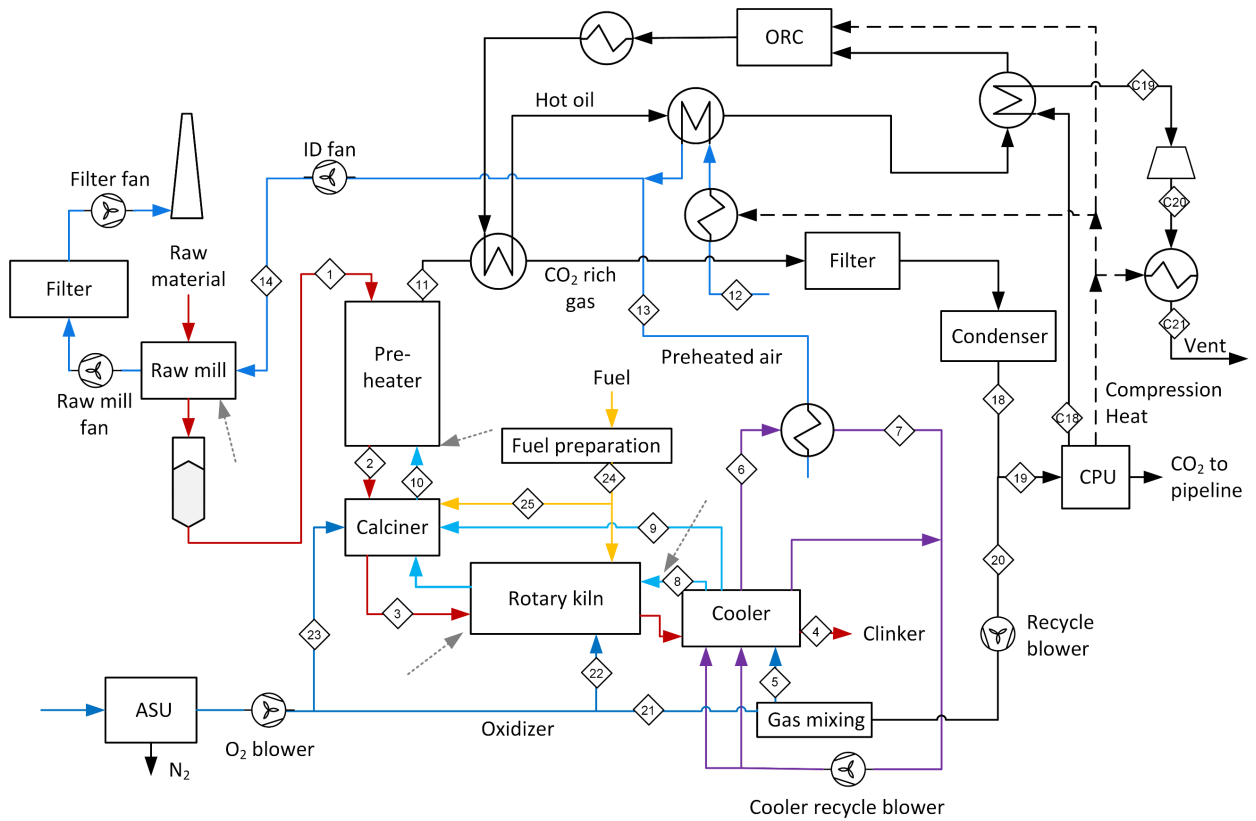 ORC
C19
Hot oil
ID fan
Filter fan
C20
Raw
material
CO₂ rich
gas
Filter
Filter
11
1
14
12
13
C21
Condenser
Vent
Pre-
heater
Preheated air
Raw mill
Raw mill
fan
Fuel
18
Compression
Heat
C18
Fuel preparation
7
6
2
10
24
19
CPU
CO₂ to
pipeline
25
9
Calciner
20
8
Rotary kiln
Cooler
3
4
Clinker
Recycle
blower
23
22
5
ASU
21
Gas mixing
Oxidizer
O₂ blower
N₂
Cooler recycle blower